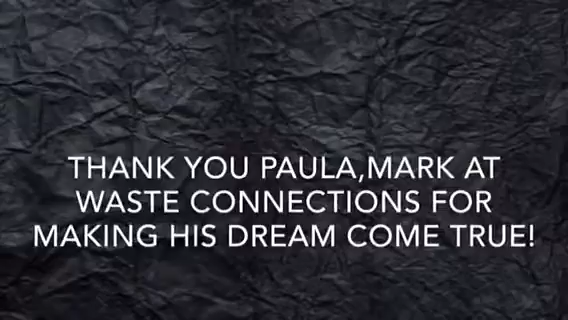 THANK YOU PAULA,MARK AT
WASTE CONNECTIONS FOR
MAKING HIS DREAM COME TRUE!